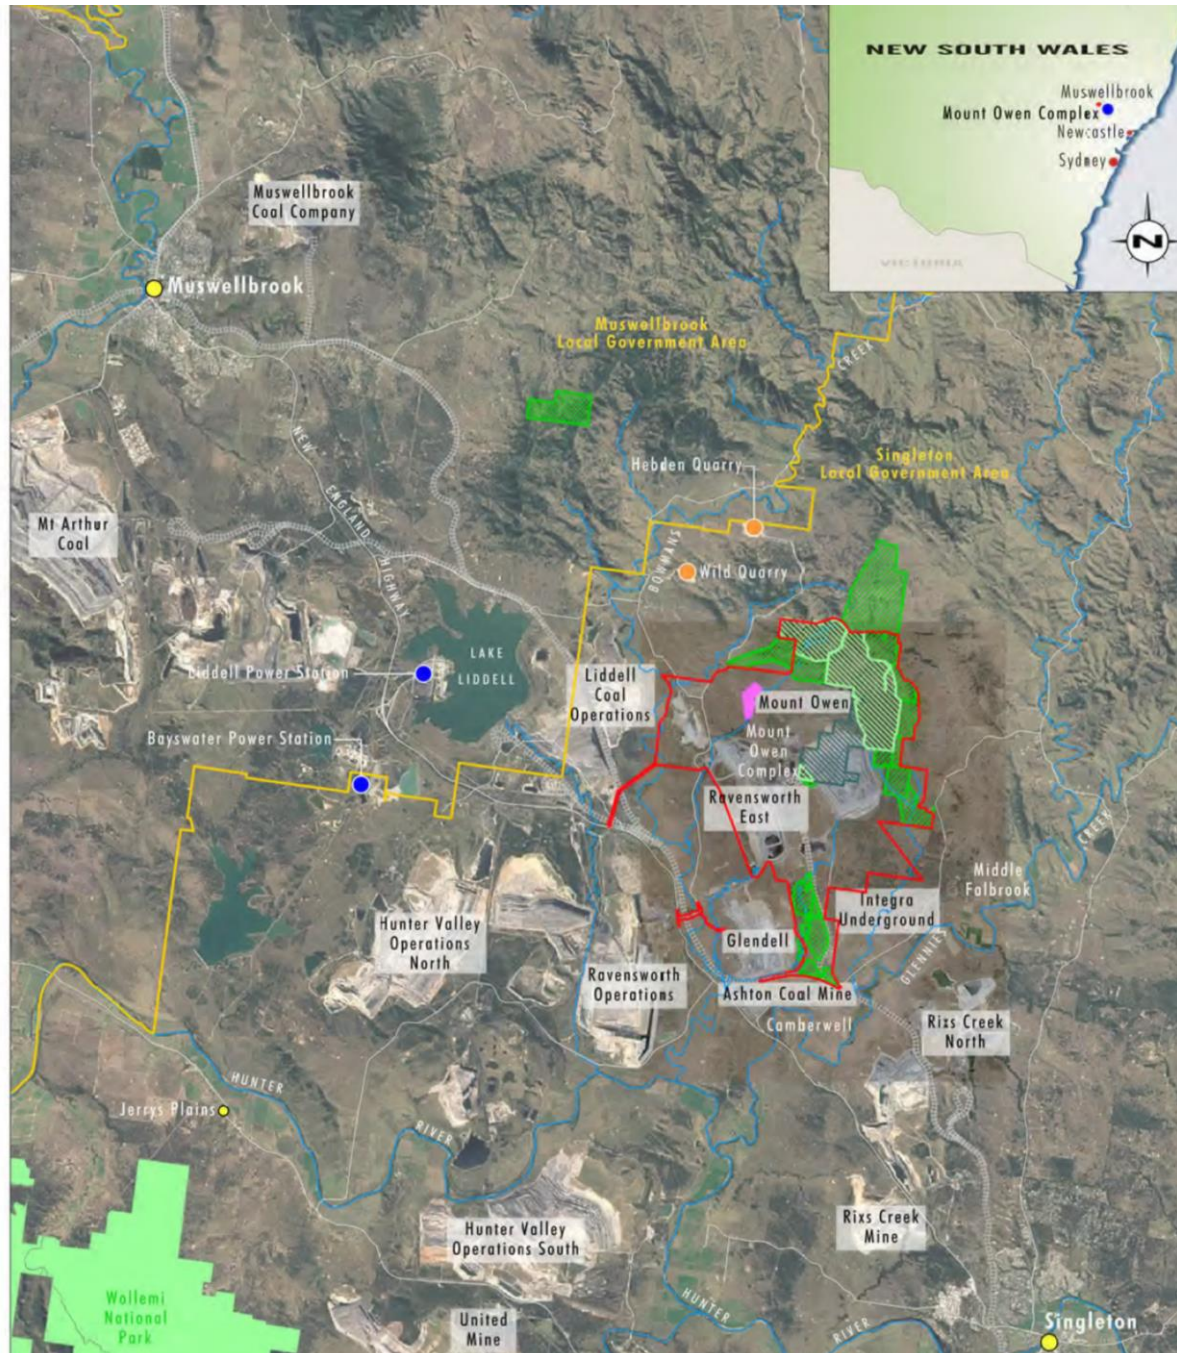 NEW SOUTH WALES
Muswellbrook
Mount Owen Complex
Newcastle
Sydney
N
VICTORIA
Muswellbrook
Coal Company
Muswellbrook
Muswellbrook
Local Government Area
CREEK
NEW
ENGLAND
HIGHWAY
Hebden Quarry
Singleton
Local Government Area
Mt Arthur
Coal
BOWMANS
Wild Quarry
LAKE
LIDDELL
Liddell Power Station
Liddell
Coal
Operations
Mount Owen
Bayswater Power Station
Mount
Owen
Complex
Ravensworth
East
CREEK
Middle
Falbrook
Integra
Underground
Hunter Valley
Operations
North
Glendell
GLENNIES
Ravensworth
Operations
Ashton Coal Mine
Camberwell
Rixs Creek
North
HUNTER
Jerrys Plains
RIVER
Hunter Valley
Operations South
Rixs Creek
Mine
Wollemi
National
Park
United
Mine
HUNTER
RIVER
Singleton